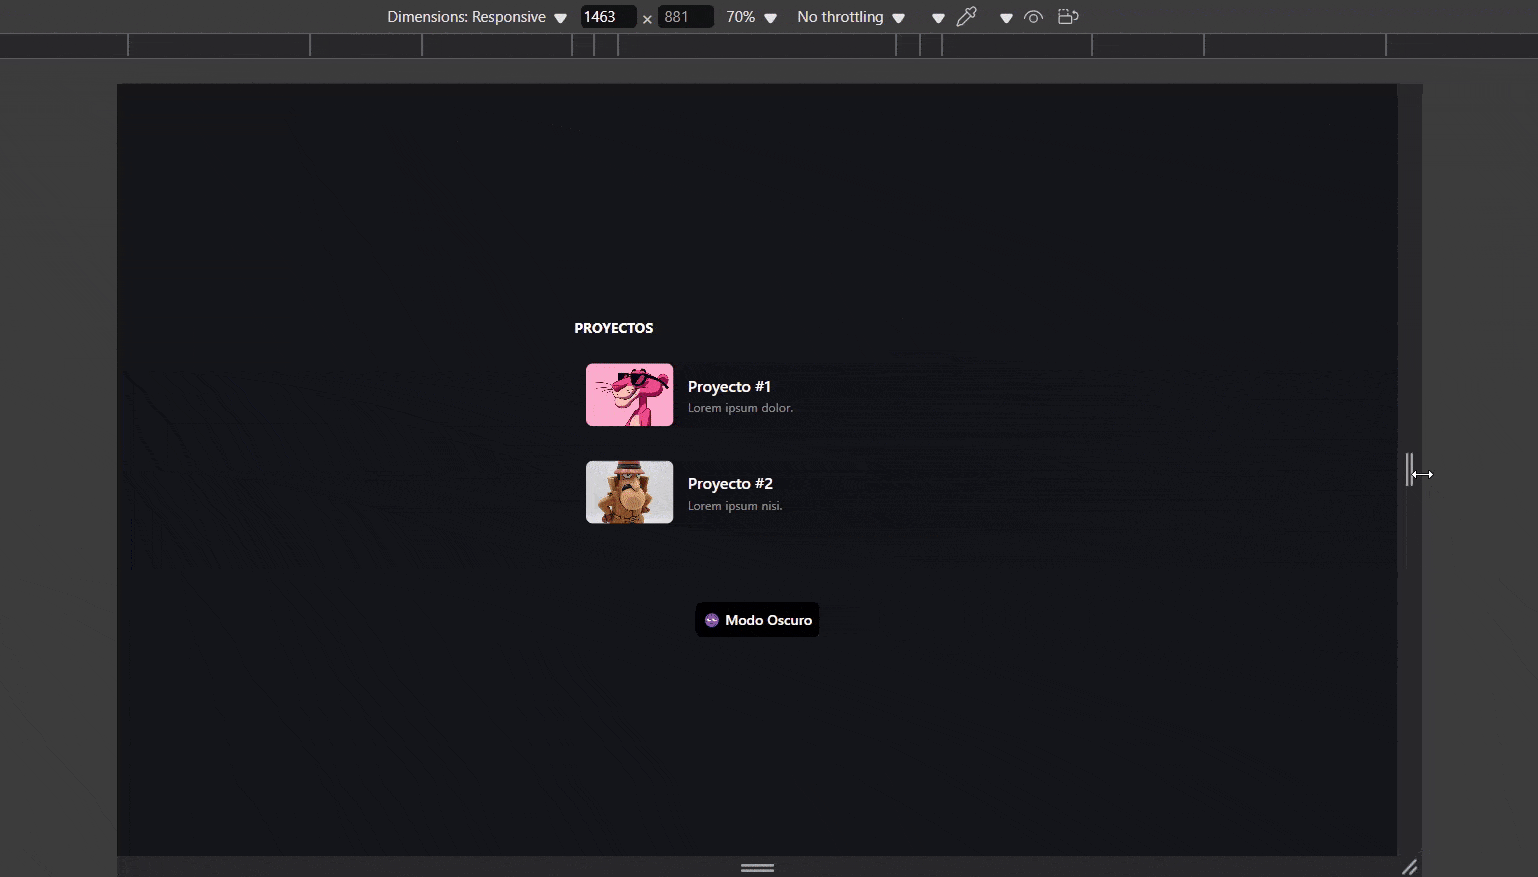 Dimensions: Responsive 1463 × 881 70% No throttling
PROYECTOS
Proyecto #1
Lorem ipsum dolor.
Proyecto #2
Lorem ipsum nisi.
Modo Oscuro